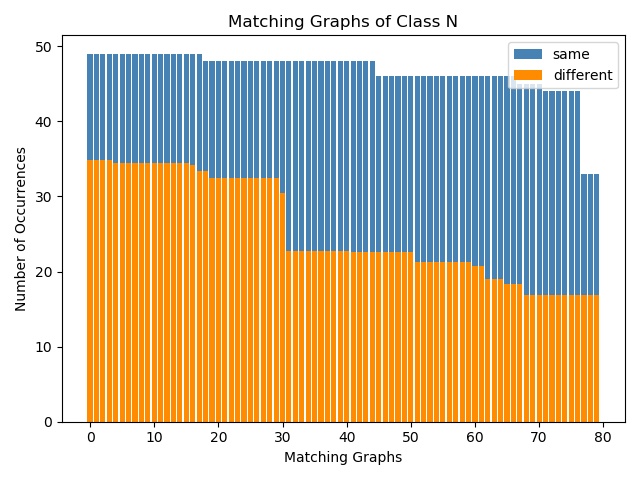 Matching Graphs of Class N
same
different
Number of Occurrences
50
40
30
20
10
0
0 10 20 30 40 50 60 70 80
Matching Graphs